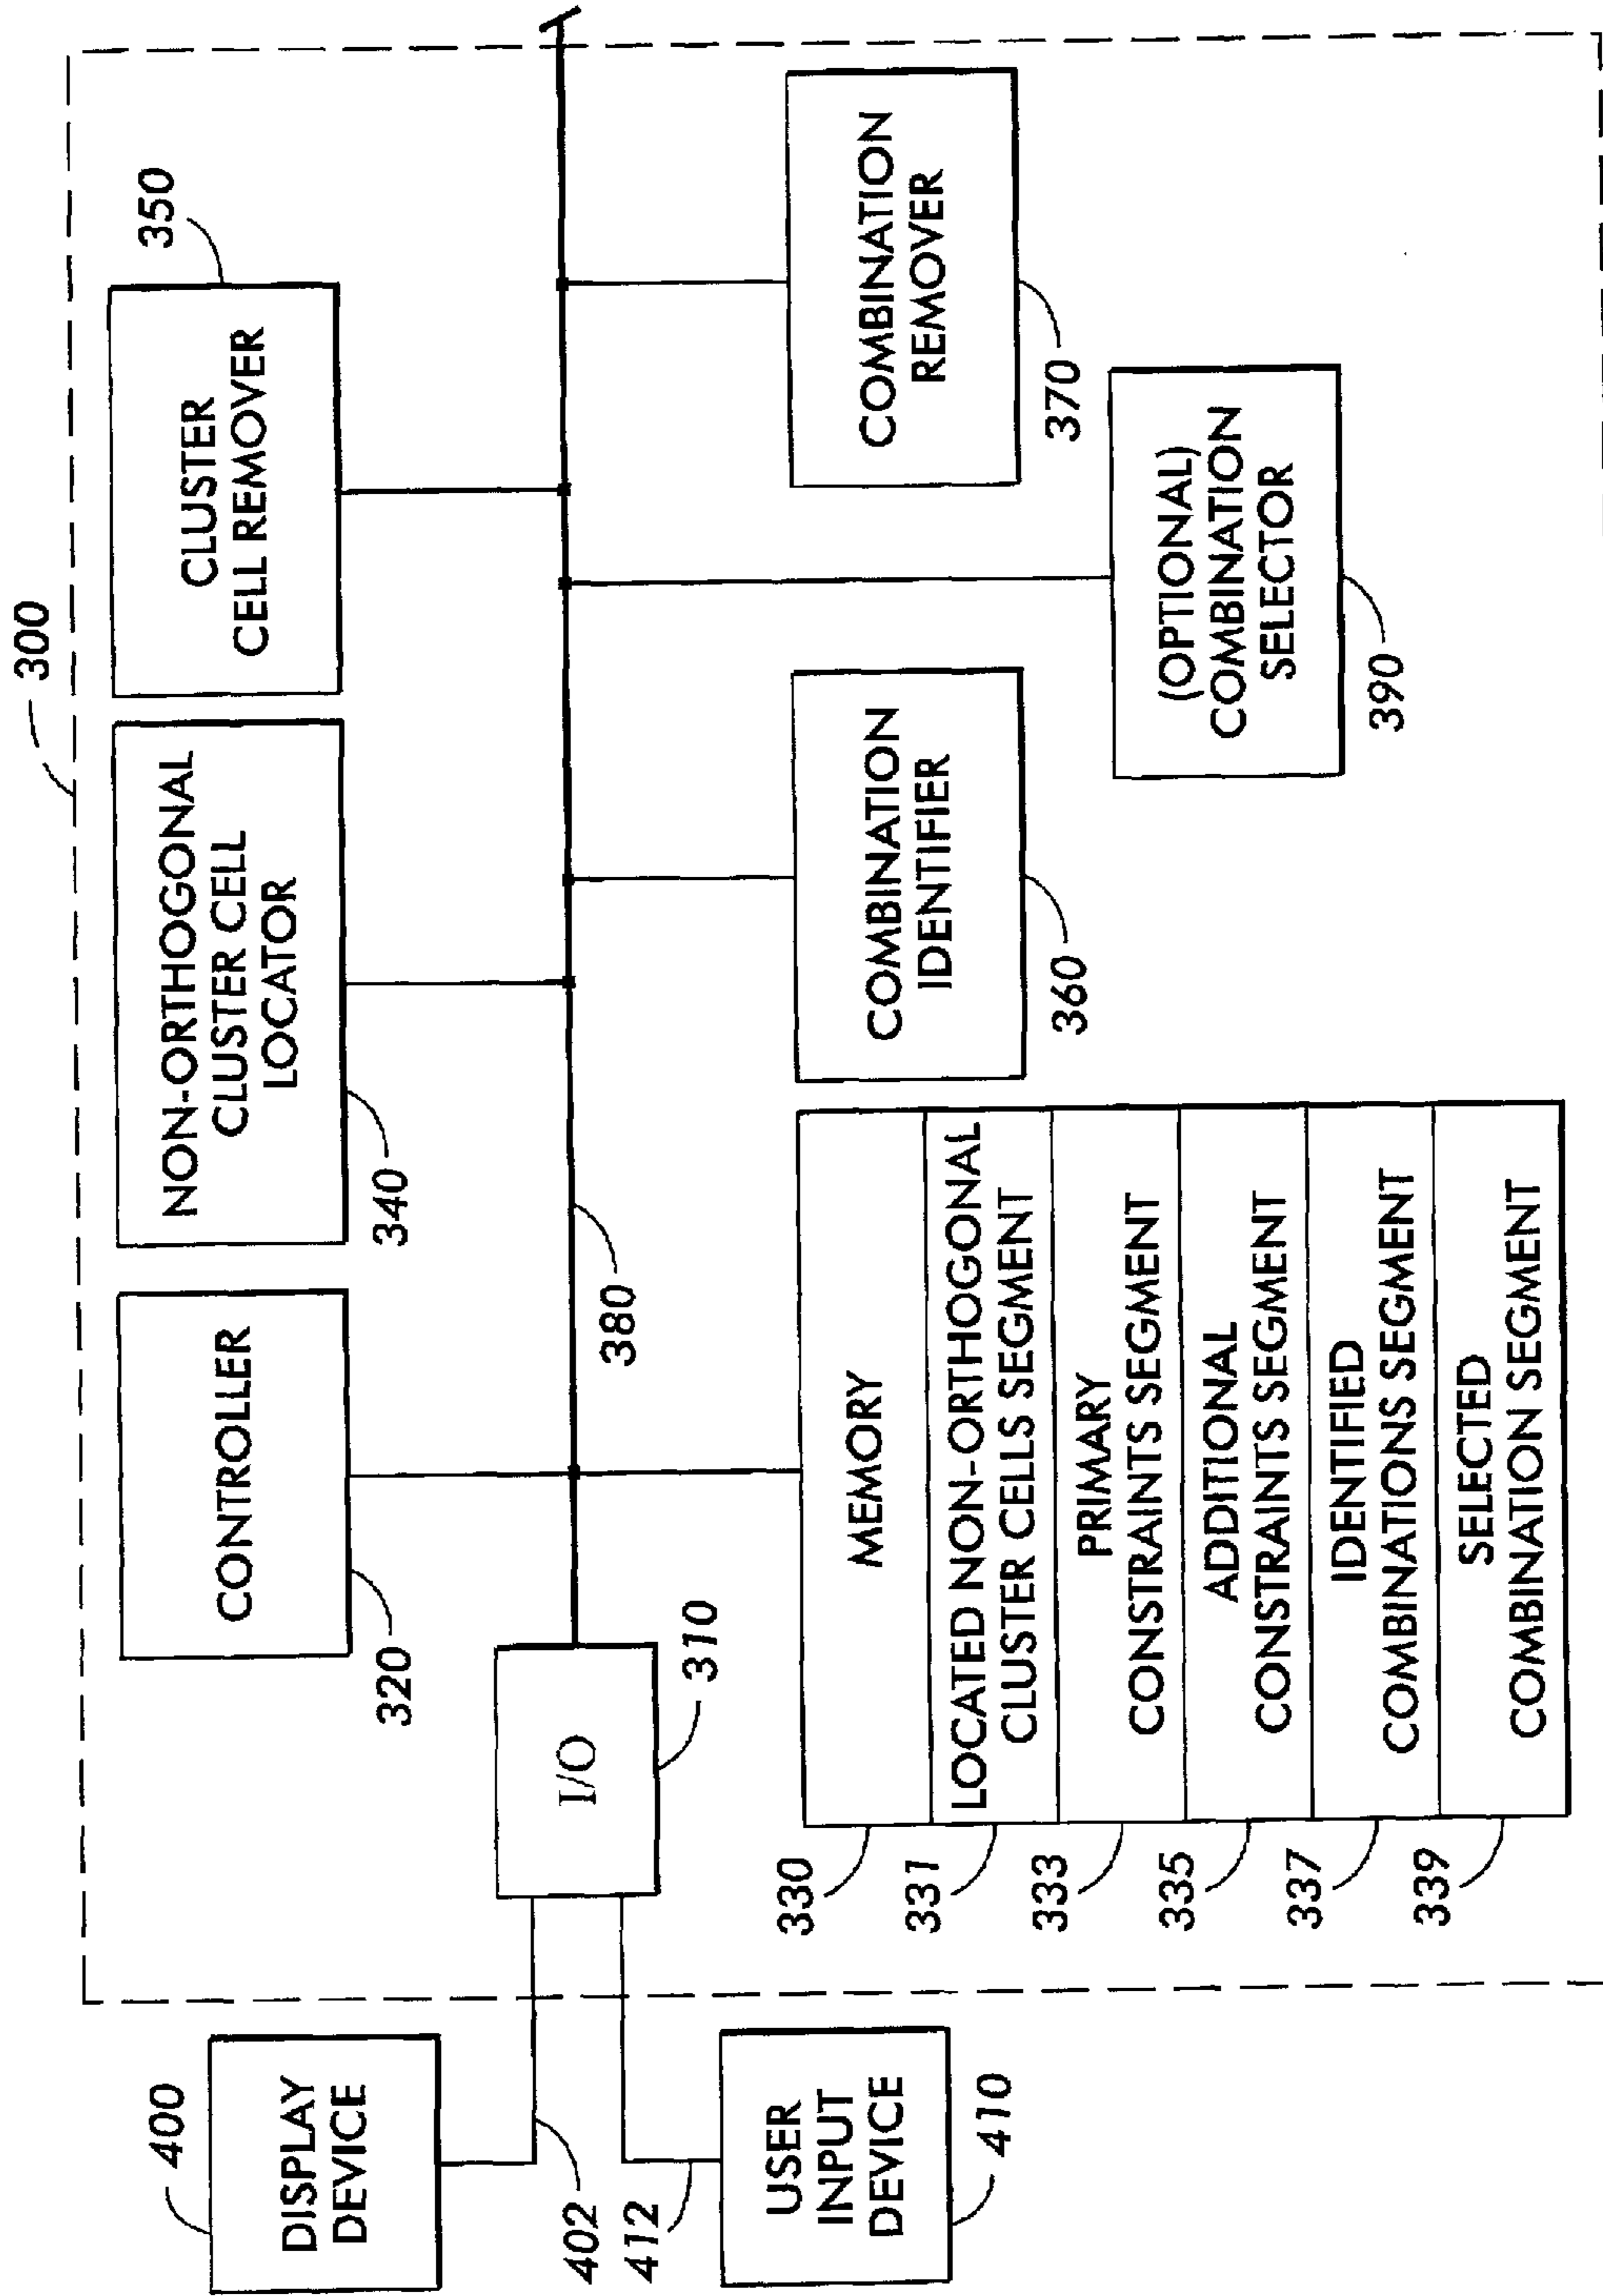 300
400
DISPLAY
DEVICE
402
412
USER
INPUT
DEVICE
410
I/O
310
CONTROLLER
320
NON-ORTHOGONAL
CLUSTER CELL
LOCATOR
340
CLUSTER
CELL REMOVER
350
380
MEMORY
330
LOCATED NON-ORTHOGONAL
CLUSTER CELLS SEGMENT
331
PRIMARY
CONSTRAINTS SEGMENT
333
ADDITIONAL
CONSTRAINTS SEGMENT
335
IDENTIFIED
COMBINATIONS SEGMENT
337
SELECTED
COMBINATION SEGMENT
339
COMBINATION
IDENTIFIER
360
(OPTIONAL)
COMBINATION
SELECTOR
390
COMBINATION
REMOVER
370